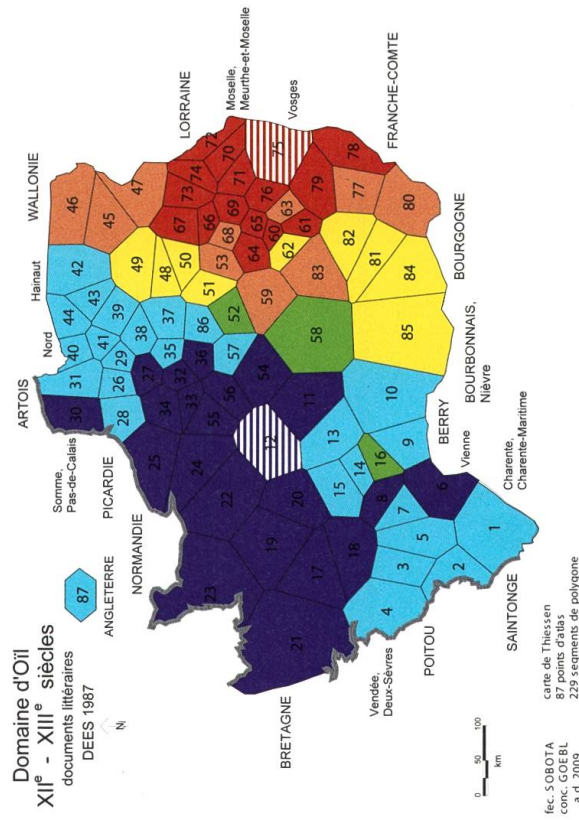 Domaine d'Oïl
XIIe - XIIIe siècles
documents littéraires
DEES 1987
N
87
ANGLETERRE
Somme,
Pas-de-Calais
ARTOIS
Nord
Hainaut
WALLONIE
PICARDIE
NORMANDIE
LORRAINE
Moselle,
Meurthe-et-Moselle
Vosges
BRETAGNE
FRANCHE-COMTE
Vendée,
Deux-Sèvres
POITOU
SAINTONGE
Charente,
Charente-Maritime
Vienne
BERRY
BOURBONNAIS,
Nièvre
BOURGOGNE
30
31
40
44
42
46
45
47
43
41
39
29
26
28
27
38
49
25
34
32
35
37
48
50
67
73
74
72
24
33
36
86
51
66
69
71
70
22
55
56
57
52
53
68
64
65
76
75
23
19
20
12
54
59
62
60
63
61
79
78
21
17
18
11
58
83
82
77
80
15
13
14
16
10
85
81
84
4
3
5
7
8
6
9
2
1
0 50 100
km
fec. SOBOTA
conc. GOEBL
a.d. 2009
carte de Thiessen
87 points d'atlas
229 segments de polygone